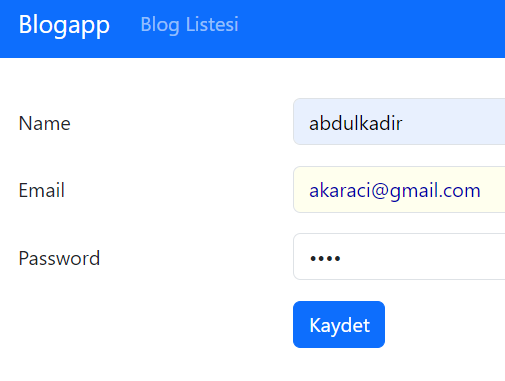 Blogapp Blog Listesi
Name abdulkadir
Email akaraci@gmail.com
Password ••••
Kaydet